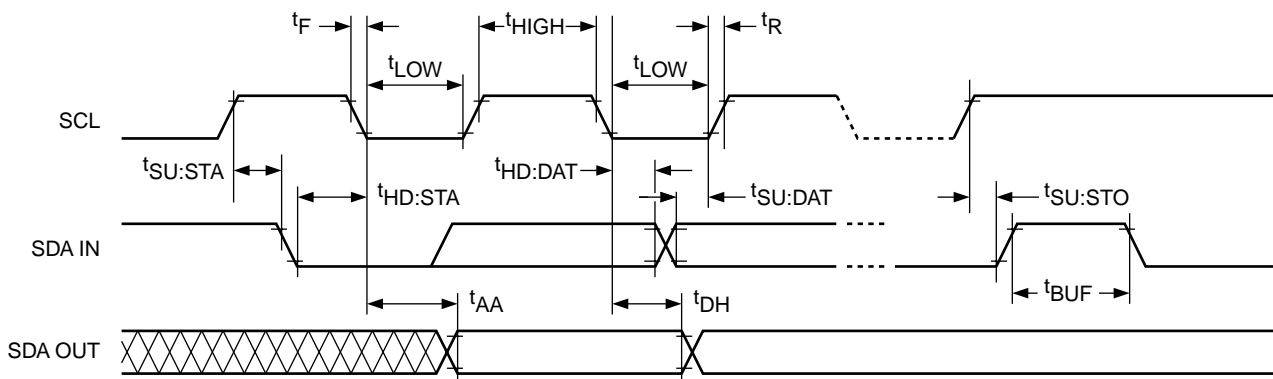 tF tHIGH tR
tLOW tLOW
SCL
tSU:STA tHD:DAT
tHD:STA tSU:DAT tSU:STO
SDA IN
tBUF
tAA tDH
SDA OUT